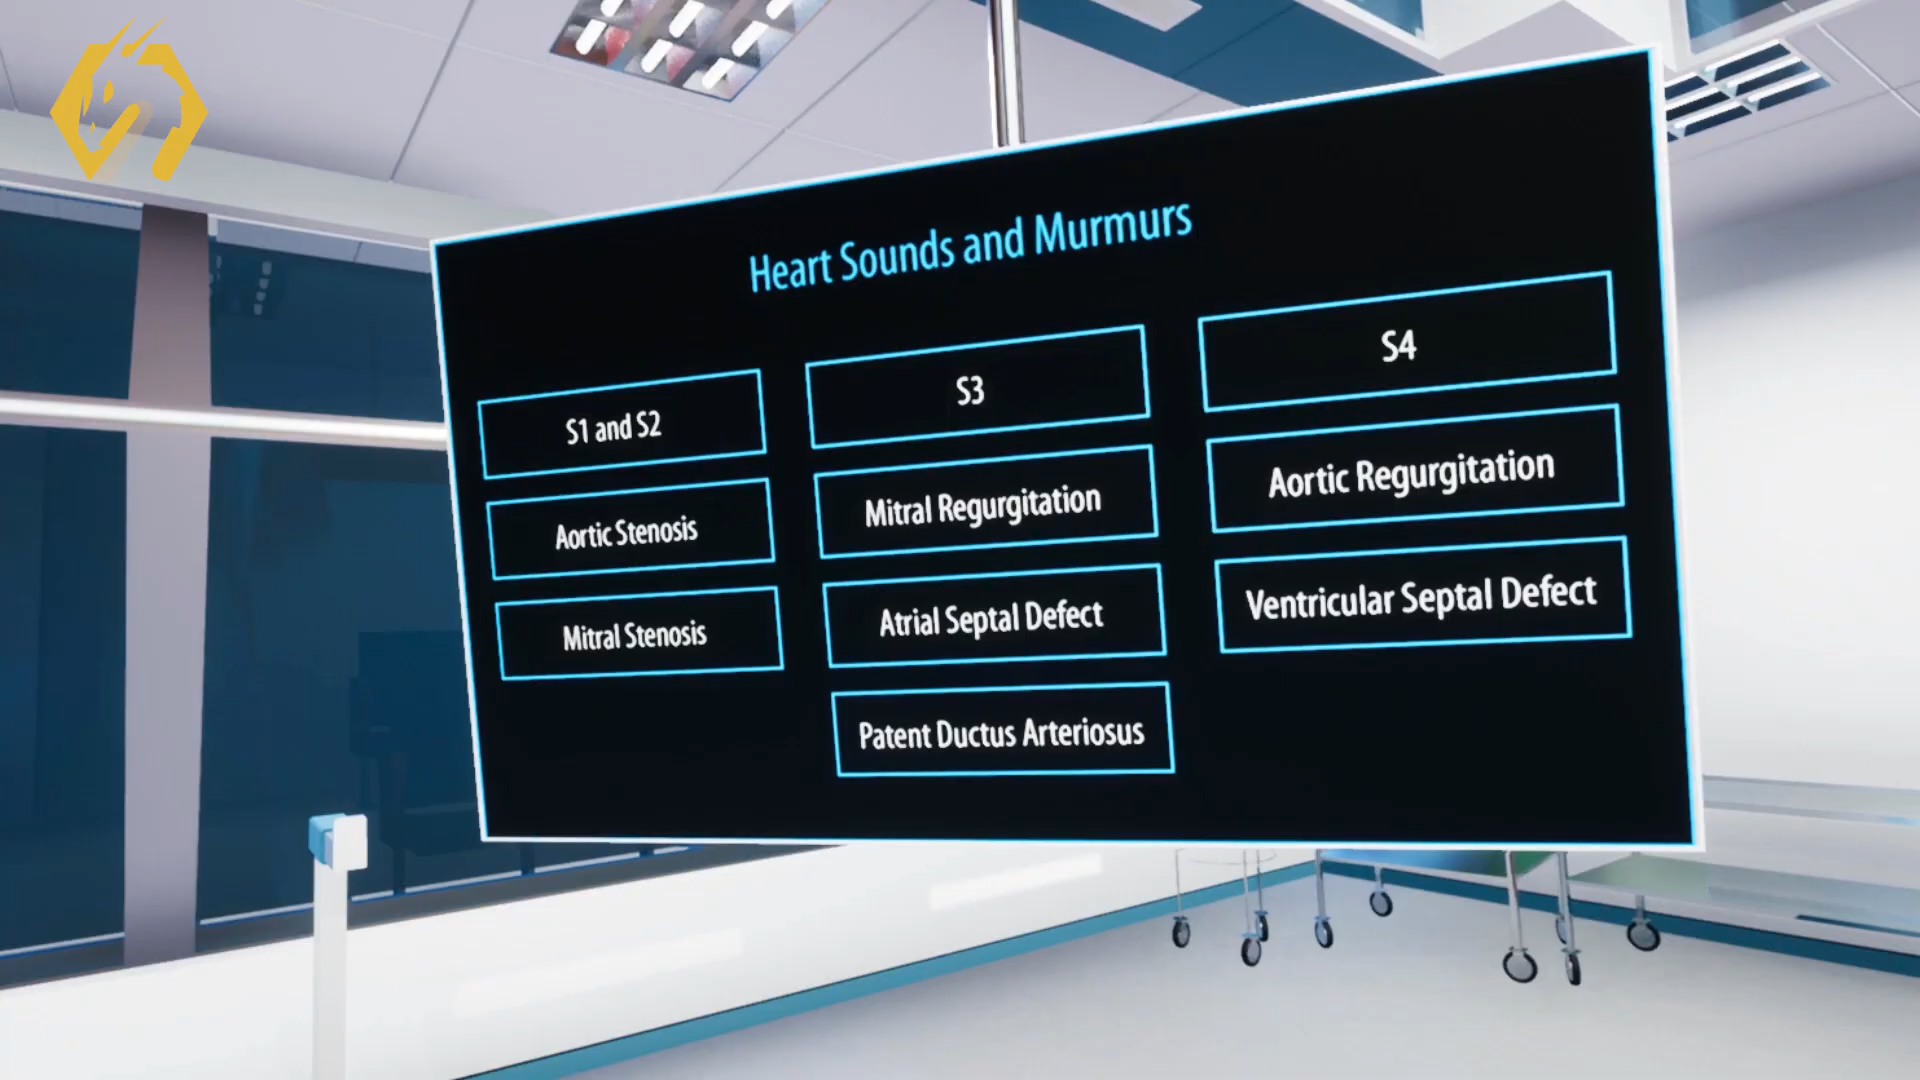 Heart Sounds and Murmurs
S1 and S2
S3
S4
Aortic Stenosis
Mitral Regurgitation
Aortic Regurgitation
Mitral Stenosis
Atrial Septal Defect
Ventricular Septal Defect
Patent Ductus Arteriosus